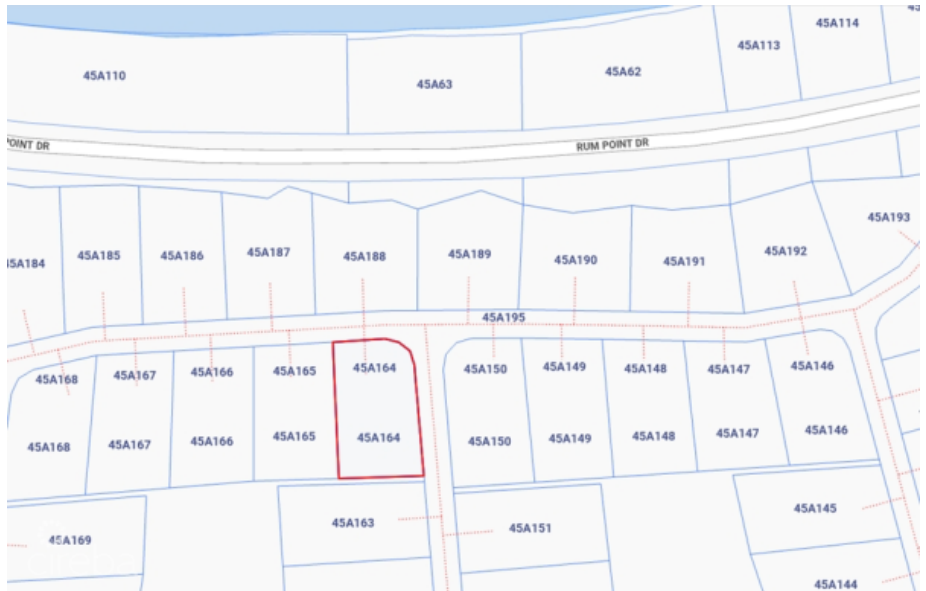 45A114
45A113
45A110
45A63
45A62
POINT DR
RUM POINT DR
45A193
45A184
45A185
45A186
45A187
45A188
45A189
45A190
45A191
45A192
45A195
45A168
45A167
45A166
45A165
45A164
45A150
45A149
45A148
45A147
45A146
45A168
45A167
45A166
45A165
45A164
45A150
45A149
45A148
45A147
45A146
45A163
45A151
45A145
45A169
45A144